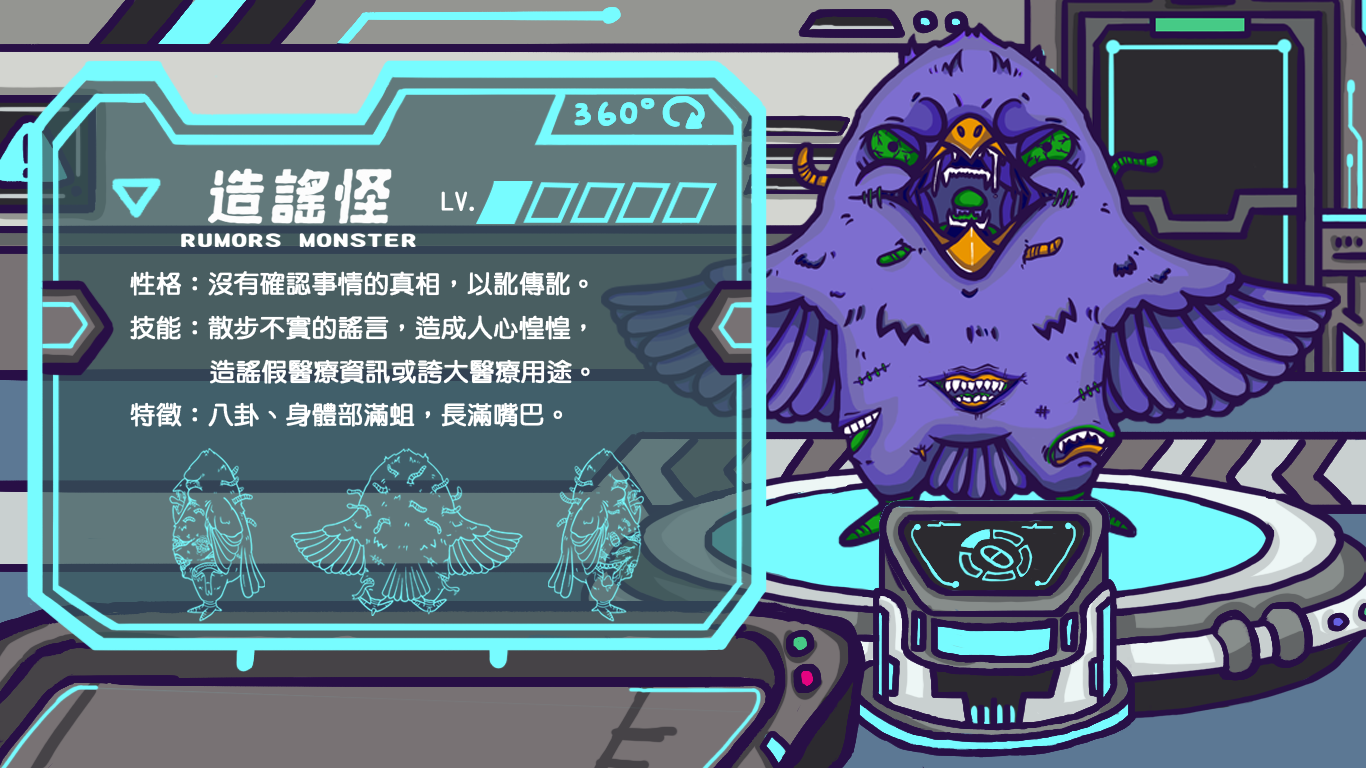 360°
造謠怪
LV.
RUMORS MONSTER
性格：沒有確認事情的真相，以訛傳訛。
技能：散步不實的謠言，造成人心惶惶，
造謠假醫療資訊或誇大醫療用途。
特徵：八卦、身體部滿蛆，長滿嘴巴。